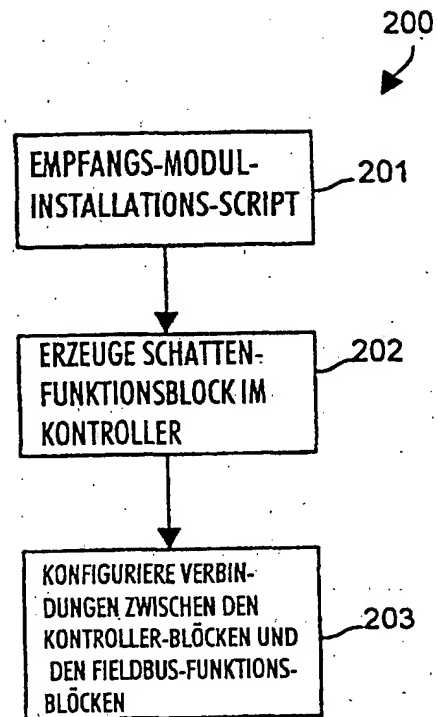 200
EMPFANGS-MODUL-
INSTALLATIONS-SCRIPT
201
ERZEUGE SCHATTEN-
FUNKTIONSBLOCK IM
KONTROLLER
202
KONFIGURIERE VERBIN-
DUNGEN ZWISCHEN DEN
KONTROLLER-BLÖCKEN UND
DEN FIELDBUS-FUNKTIONS-
BLÖCKEN
203